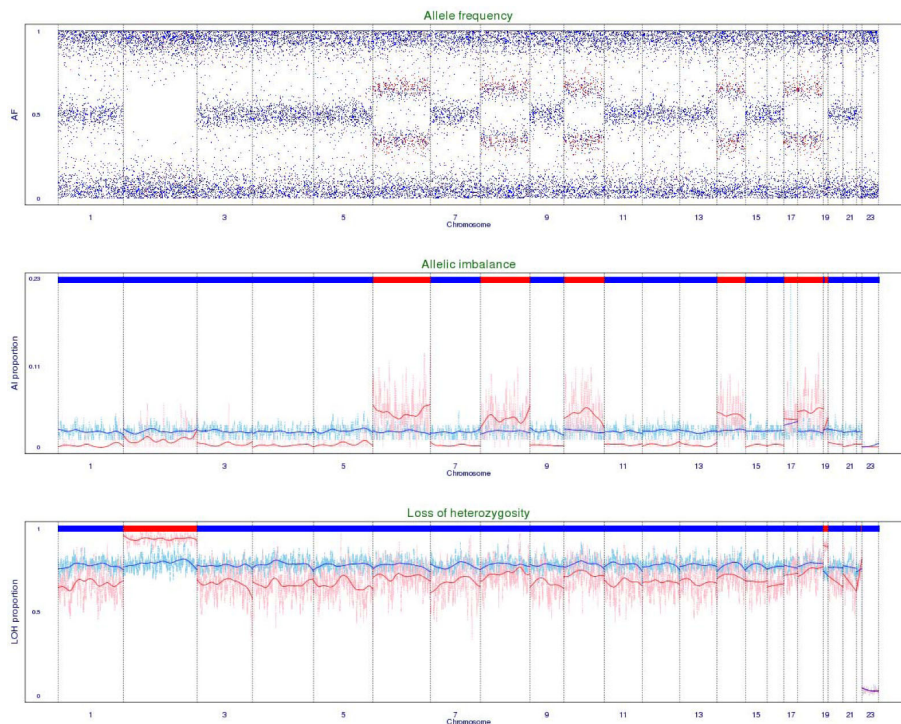 Allele frequency
1
AF
0.5
0
1 3 5 7 9 11 13 15 17 19 21 23
Chromosome
Allelic imbalance
0.23
AI proportion
0.11
0
1 3 5 7 9 11 13 15 17 19 21 23
Chromosome
Loss of heterozygosity
1
LOH proportion
0.5
0
1 3 5 7 9 11 13 15 17 19 21 23
Chromosome